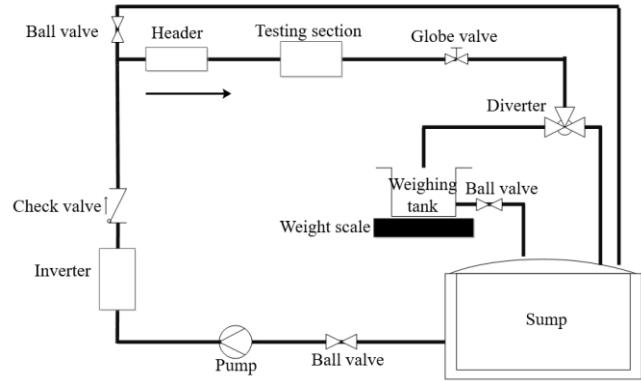 Ball valve
Header
Testing section
Globe valve
Diverter
Weighing
tank
Ball valve
Check valve
Weight scale
Inverter
Sump
Pump
Ball valve